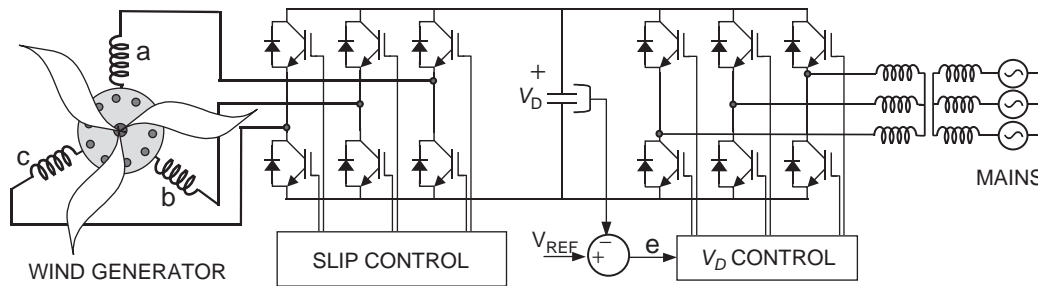 a
b
c
+
V_D
MAINS
V_REF
−
+
e
WIND GENERATOR
SLIP CONTROL
V_D CONTROL